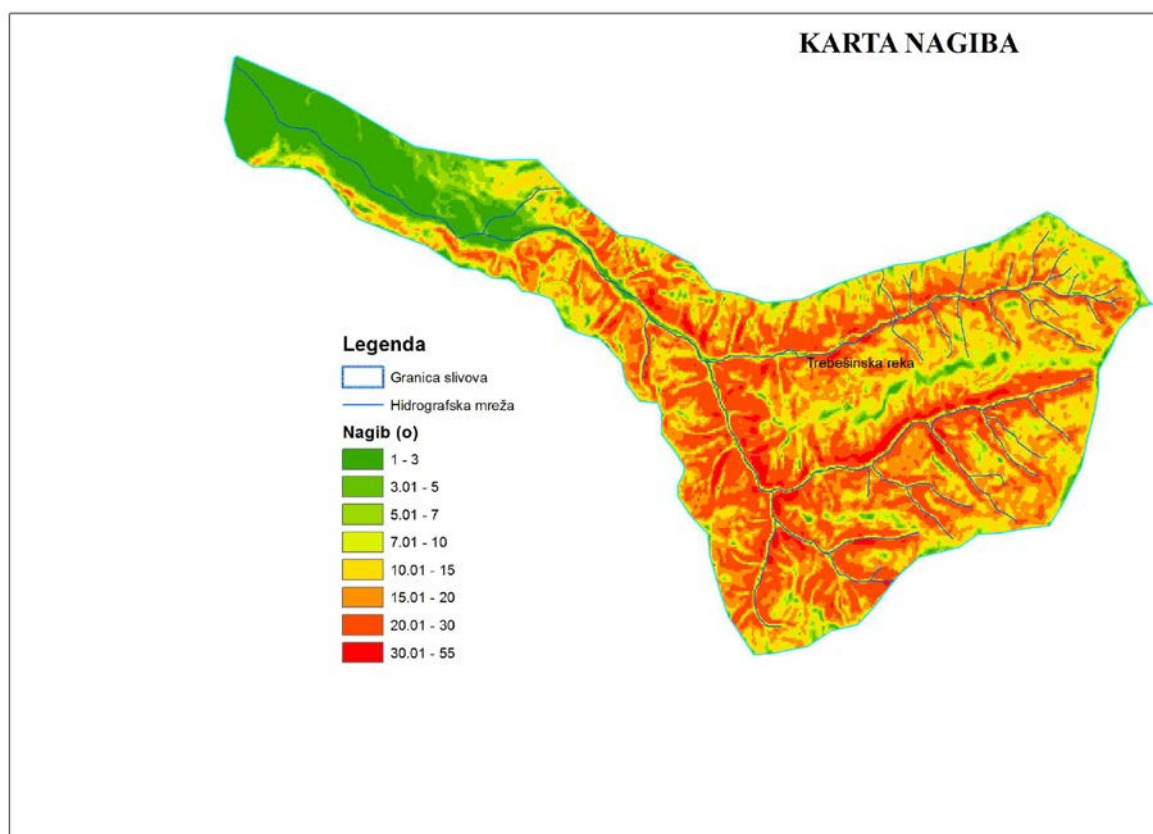 KARTA NAGIBA
Trebešinska reka
Legenda
Granica slivova
Hidrografska mreža
Nagib (o)
1 - 3
3.01 - 5
5.01 - 7
7.01 - 10
10.01 - 15
15.01 - 20
20.01 - 30
30.01 - 55